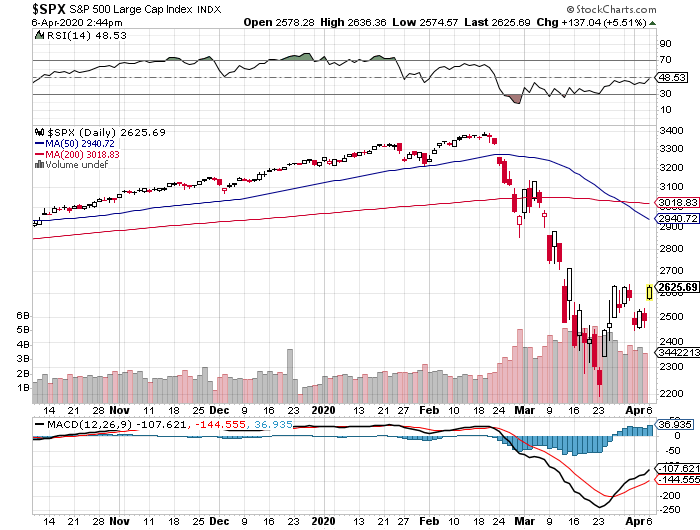 $SPX S&P 500 Large Cap Index INDX © StockCharts.com
6-Apr-2020 2:44pm Open 2578.28 High 2636.36 Low 2574.57 Last 2625.69 Chg +137.04 (+5.51%)
RSI(14) 48.53
90
70
48.53
30
10
$SPX (Daily) 2625.69
MA(50) 2940.72
MA(200) 3018.83
Volume undef
3400
3300
3200
3100
3018.83
2940.72
2800
2700
2625.69
2500
2400
2300
2200
6B
5B
4B
3B
2B
1B
3442213
14 21 28 Nov 11 18 25 Dec 9 16 23 2020 13 21 27 Feb 10 18 24 Mar 9 16 23 Apr 6
MACD(12,26,9) -107.621, -144.555, 36.935
36.935
-50
-107.621
-144.555
-200
-250
14 21 28 Nov 11 18 25 Dec 9 16 23 2020 13 21 27 Feb 10 18 24 Mar 9 16 23 Apr 6